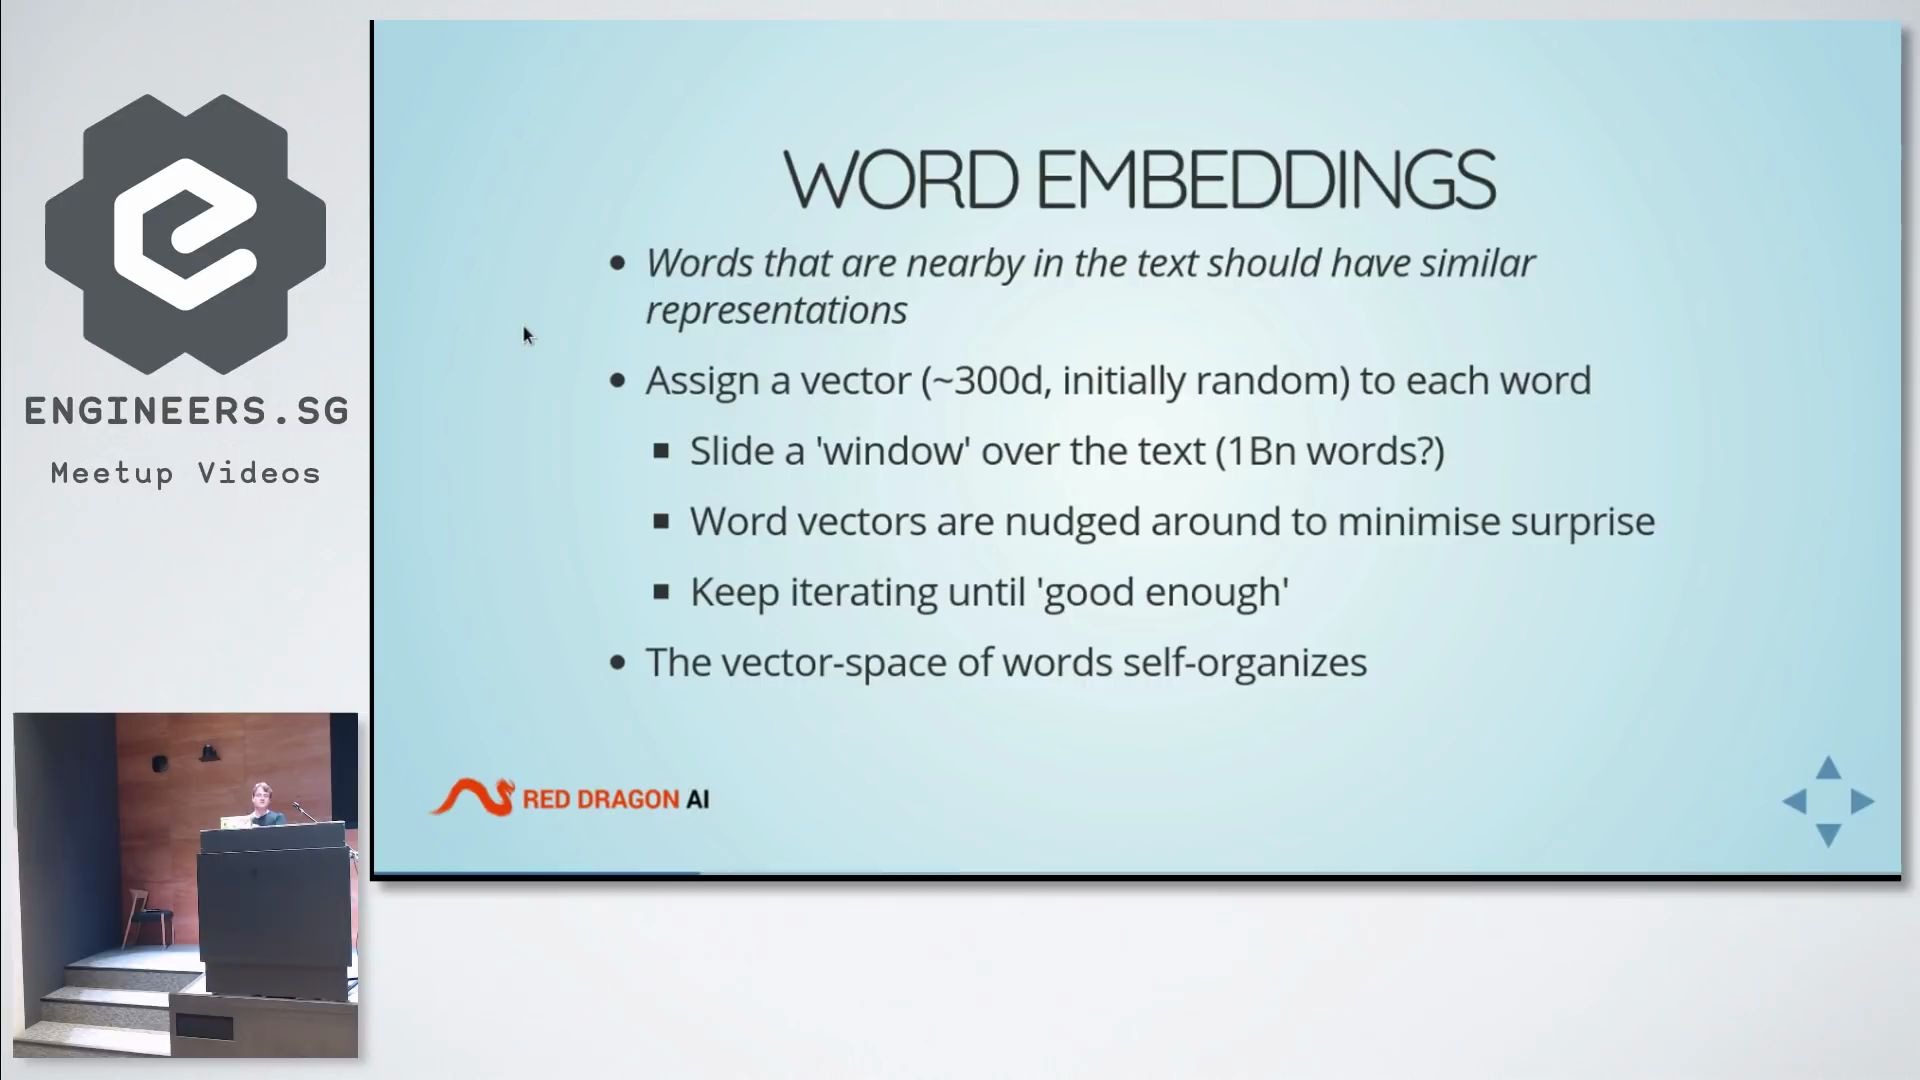 ENGINEERS.SG
Meetup Videos
WORD EMBEDDINGS
• Words that are nearby in the text should have similar
representations
• Assign a vector (~300d, initially random) to each word
▪ Slide a 'window' over the text (1Bn words?)
▪ Word vectors are nudged around to minimise surprise
▪ Keep iterating until 'good enough'
• The vector-space of words self-organizes
RED DRAGON AI